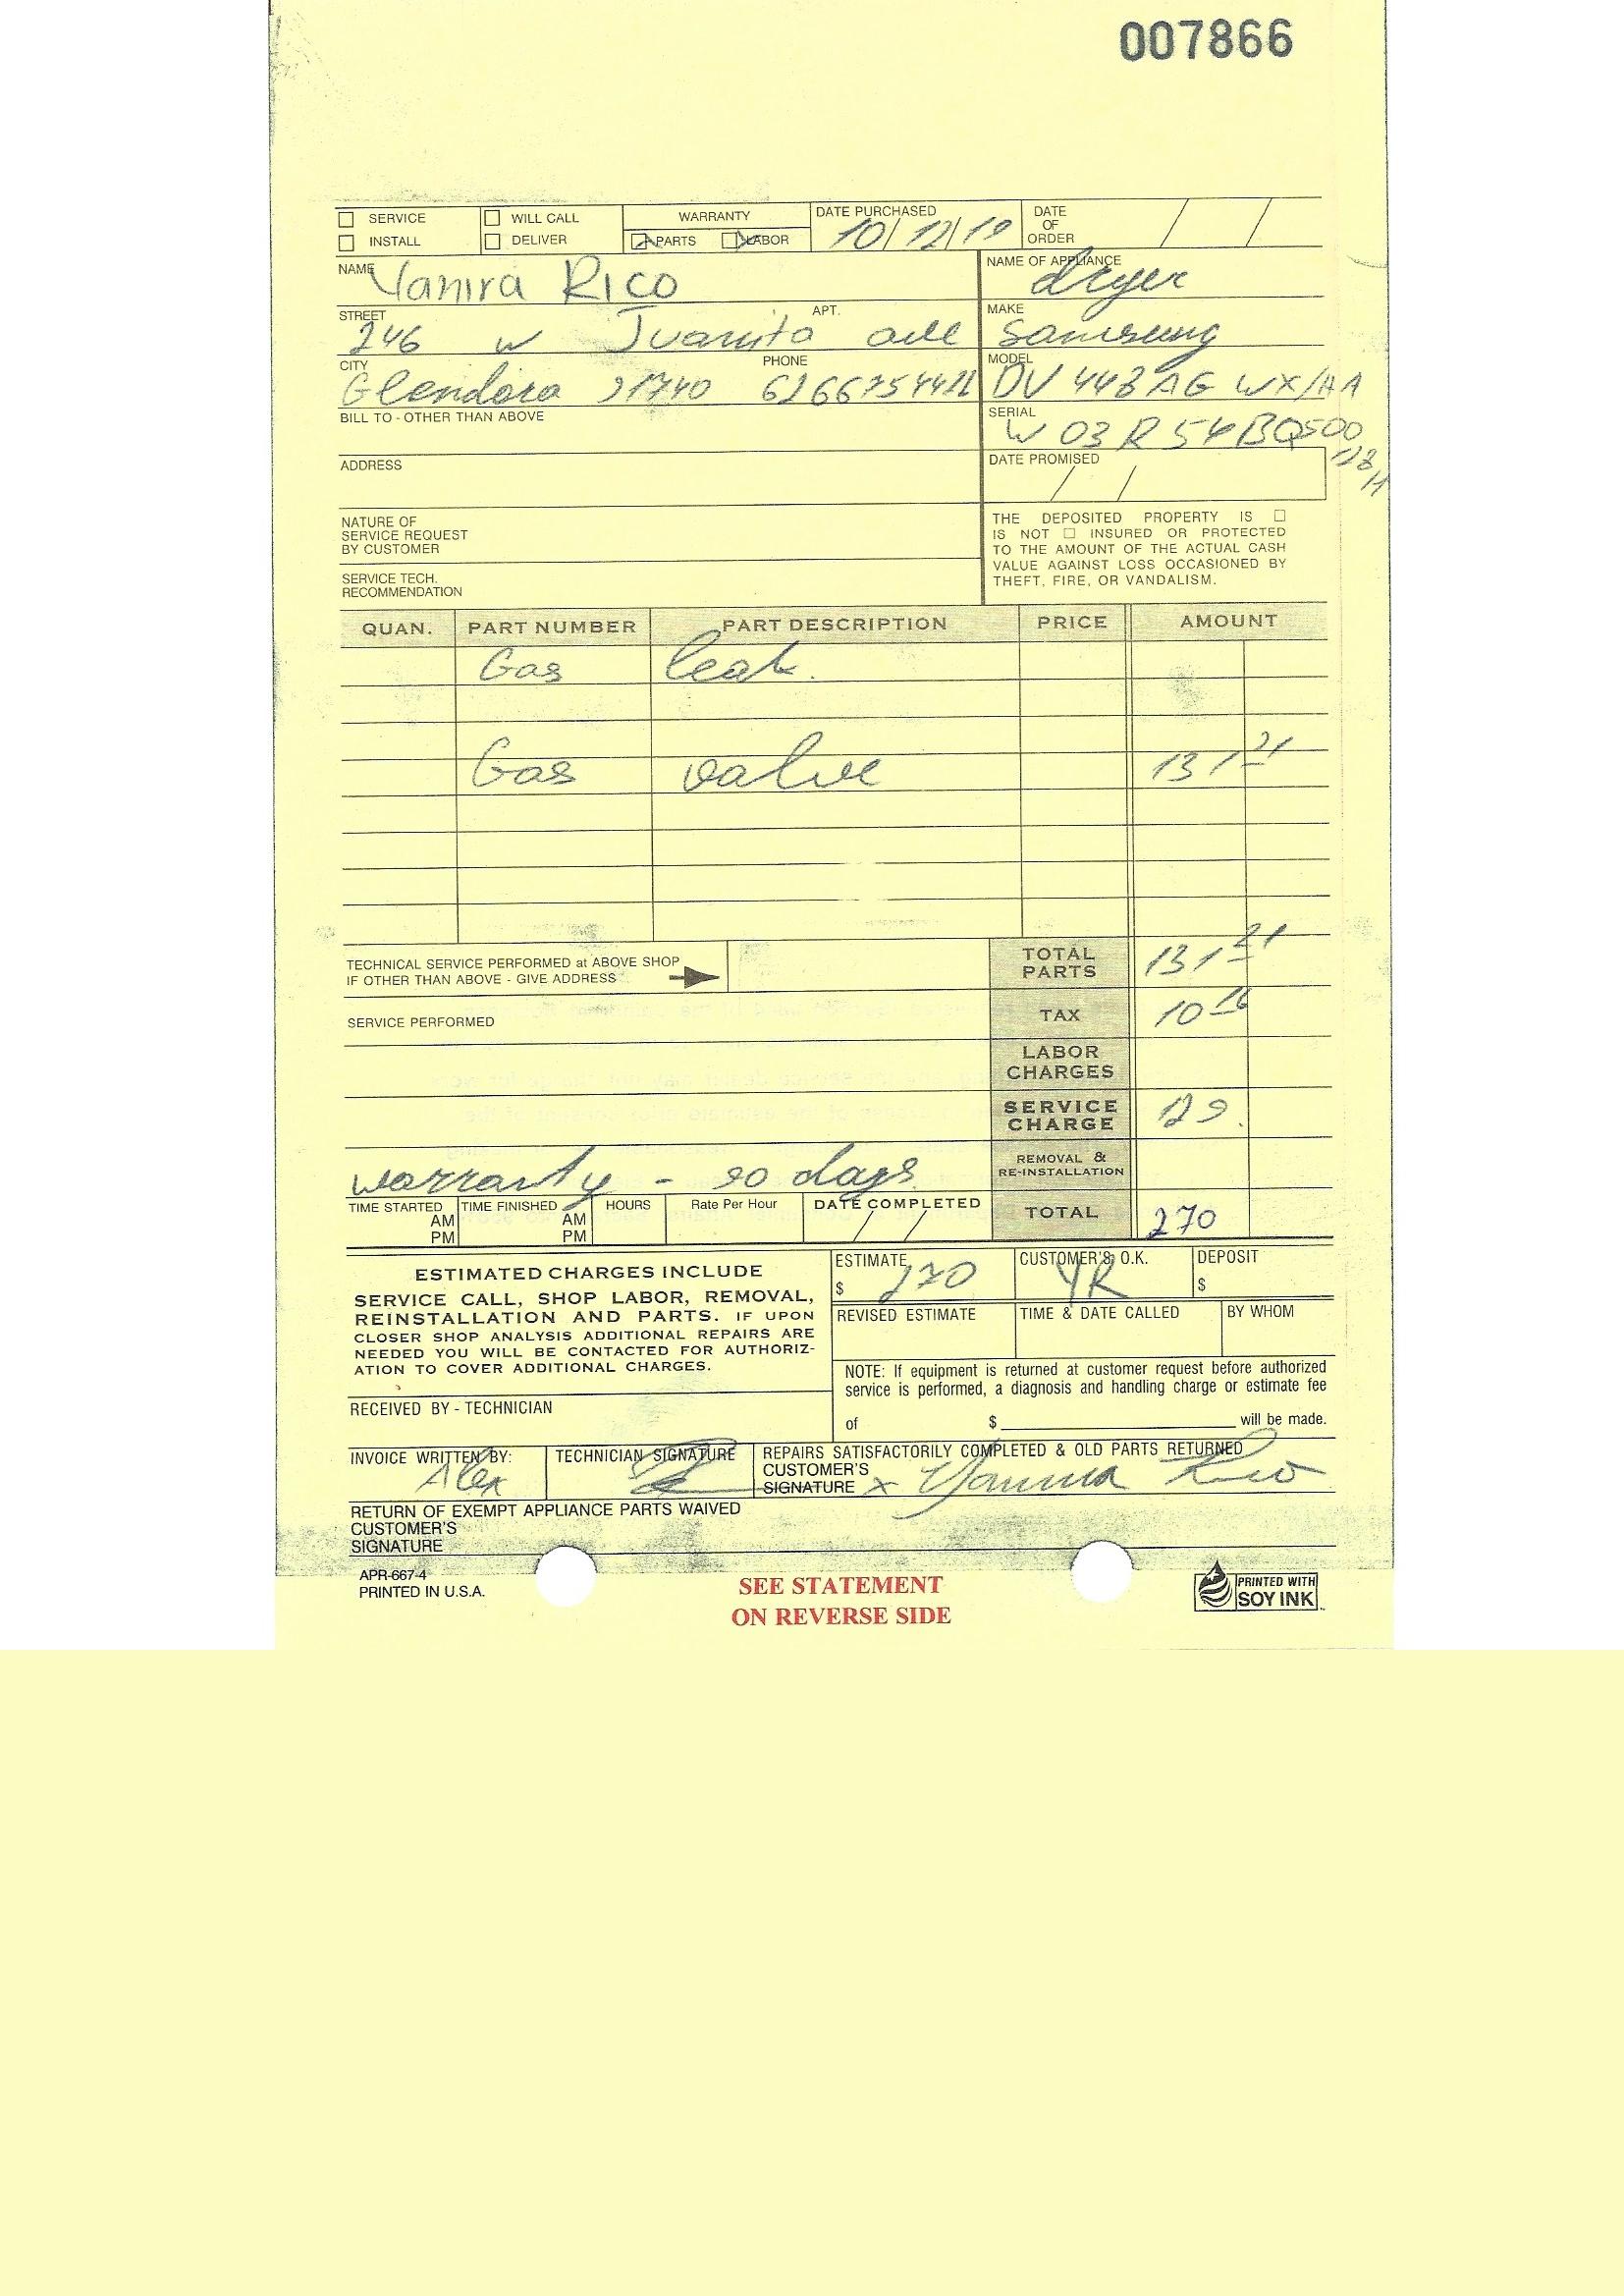 007866
SERVICE WILL CALL WARRANTY DATE PURCHASED DATE OF ORDER
INSTALL DELIVER PARTS LABOR 10/12/19
NAME Yanira Rico NAME OF APPLIANCE dryer
STREET 246 w Juanita ave APT. MAKE Samsung
CITY Glendora 91740 PHONE MODEL DV 448 AG WX/AA
BILL TO - OTHER THAN ABOVE SERIAL W 03 R 54BQ500
ADDRESS DATE PROMISED / /
NATURE OF
SERVICE REQUEST
BY CUSTOMER
SERVICE TECH.
RECOMMENDATION
THE DEPOSITED PROPERTY IS
IS NOT INSURED OR PROTECTED
TO THE AMOUNT OF THE ACTUAL CASH
VALUE AGAINST LOSS OCCASIONED BY
THEFT, FIRE, OR VANDALISM.
QUAN. PART NUMBER PART DESCRIPTION PRICE AMOUNT
Gas leak.
Gas valve 131 21
TECHNICAL SERVICE PERFORMED at ABOVE SHOP
IF OTHER THAN ABOVE - GIVE ADDRESS
TOTAL PARTS 131 21
SERVICE PERFORMED TAX 10
LABOR CHARGES
SERVICE CHARGE 129.
warranty - 90 days REMOVAL & RE-INSTALLATION
TIME STARTED AM PM TIME FINISHED AM PM HOURS Rate Per Hour DATE COMPLETED / / TOTAL 270
ESTIMATED CHARGES INCLUDE
SERVICE CALL, SHOP LABOR, REMOVAL,
REINSTALLATION AND PARTS. IF UPON
CLOSER SHOP ANALYSIS ADDITIONAL REPAIRS ARE
NEEDED YOU WILL BE CONTACTED FOR AUTHORIZ-
ATION TO COVER ADDITIONAL CHARGES.
ESTIMATE $ 270 CUSTOMER'S O.K. YR DEPOSIT $
REVISED ESTIMATE TIME & DATE CALLED BY WHOM
NOTE: If equipment is returned at customer request before authorized
service is performed, a diagnosis and handling charge or estimate fee
of $ will be made.
RECEIVED BY - TECHNICIAN
INVOICE WRITTEN BY: Alex TECHNICIAN SIGNATURE REPAIRS SATISFACTORILY COMPLETED & OLD PARTS RETURNED
CUSTOMER'S
SIGNATURE x Yanira Rico
RETURN OF EXEMPT APPLIANCE PARTS WAIVED
CUSTOMER'S
SIGNATURE
APR-667-4
PRINTED IN U.S.A.
SEE STATEMENT
ON REVERSE SIDE
PRINTED WITH
SOY INK